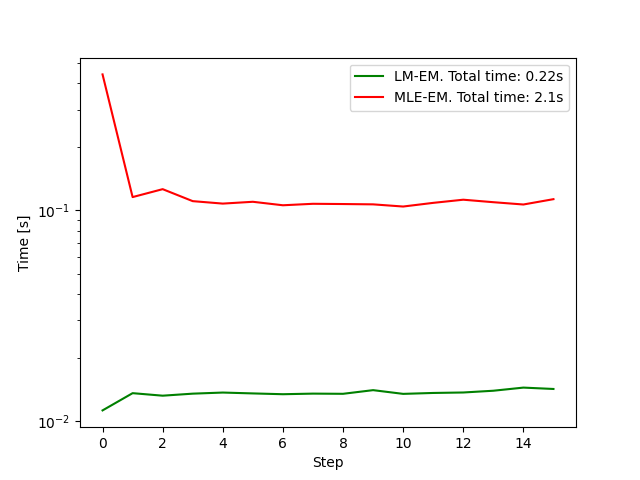 LM-EM. Total time: 0.22s
MLE-EM. Total time: 2.1s
Time [s]
10⁻¹
10⁻²
0 2 4 6 8 10 12 14
Step